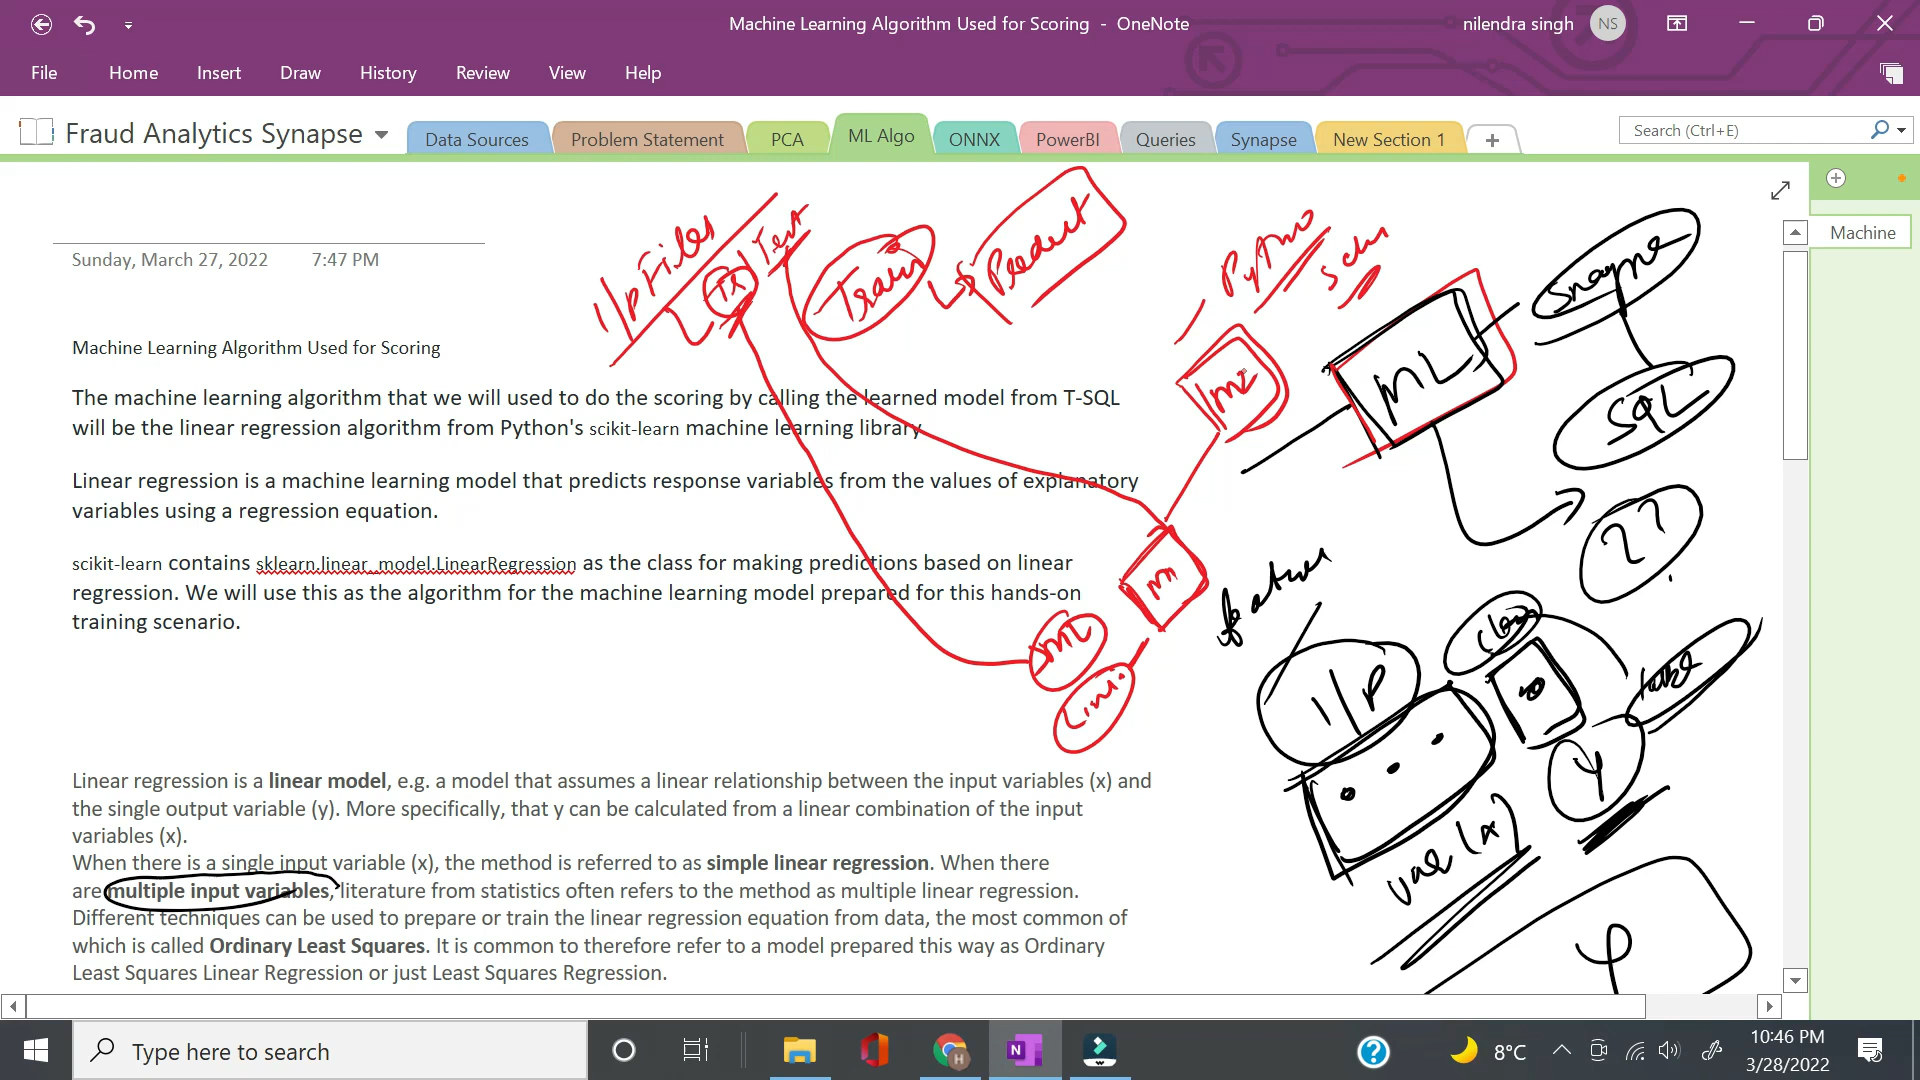 Machine Learning Algorithm Used for Scoring - OneNote
nilendra singh NS
File Home Insert Draw History Review View Help
Fraud Analytics Synapse Data Sources Problem Statement PCA ML Algo ONNX PowerBI Queries Synapse New Section 1
Search (Ctrl+E)
Machine
Sunday, March 27, 2022 7:47 PM
I/p Files
Test
Train
Predict
ML
SQL
Machine Learning Algorithm Used for Scoring
The machine learning algorithm that we will used to do the scoring by calling the learned model from T-SQL
will be the linear regression algorithm from Python's scikit-learn machine learning library
Linear regression is a machine learning model that predicts response variables from the values of explanatory
variables using a regression equation.
scikit-learn contains sklearn.linear_model.LinearRegression as the class for making predictions based on linear
regression. We will use this as the algorithm for the machine learning model prepared for this hands-on
training scenario.
??
feature
I/P
Y
Linear regression is a linear model, e.g. a model that assumes a linear relationship between the input variables (x) and
the single output variable (y). More specifically, that y can be calculated from a linear combination of the input
variables (x).
When there is a single input variable (x), the method is referred to as simple linear regression. When there
are multiple input variables, literature from statistics often refers to the method as multiple linear regression.
Different techniques can be used to prepare or train the linear regression equation from data, the most common of
which is called Ordinary Least Squares. It is common to therefore refer to a model prepared this way as Ordinary
Least Squares Linear Regression or just Least Squares Regression.
Type here to search
8°C
10:46 PM
3/28/2022